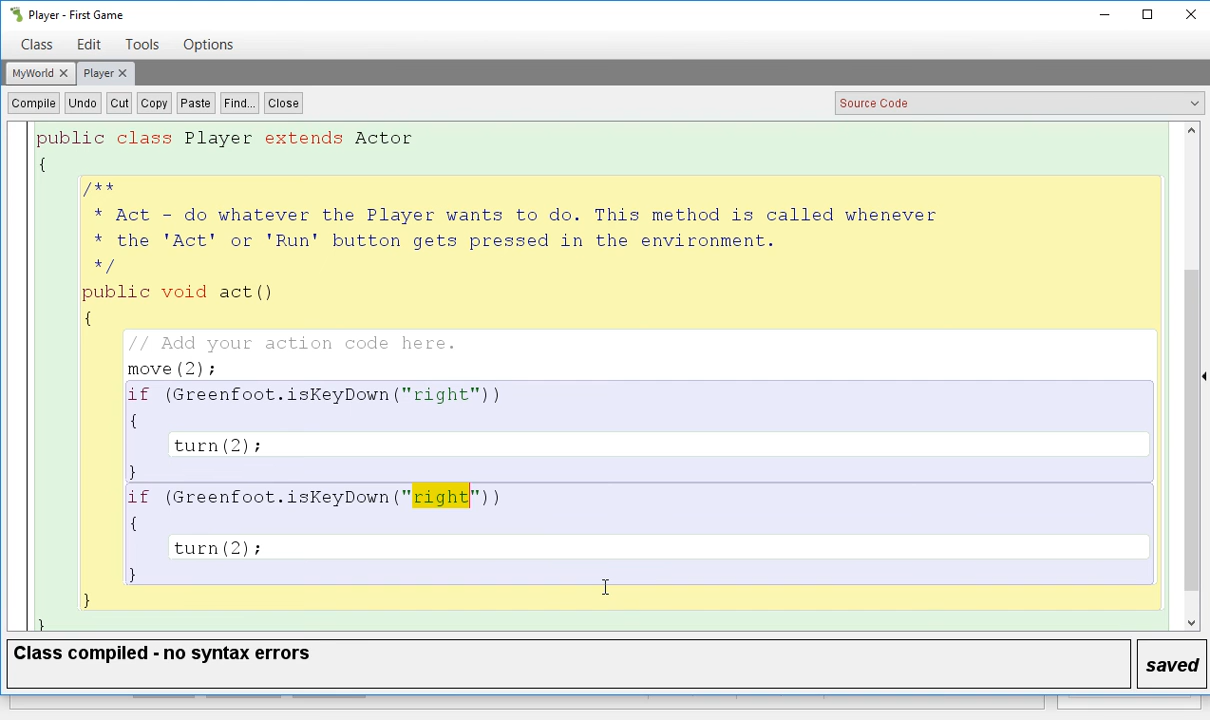 Player - First Game
Class Edit Tools Options
MyWorld Player
Compile Undo Cut Copy Paste Find... Close Source Code
public class Player extends Actor
{
/**
* Act - do whatever the Player wants to do. This method is called whenever
* the 'Act' or 'Run' button gets pressed in the environment.
*/
public void act()
{
// Add your action code here.
move(2);
if (Greenfoot.isKeyDown("right"))
{
turn(2);
}
if (Greenfoot.isKeyDown("right"))
{
turn(2);
}
}
}
Class compiled - no syntax errors
saved